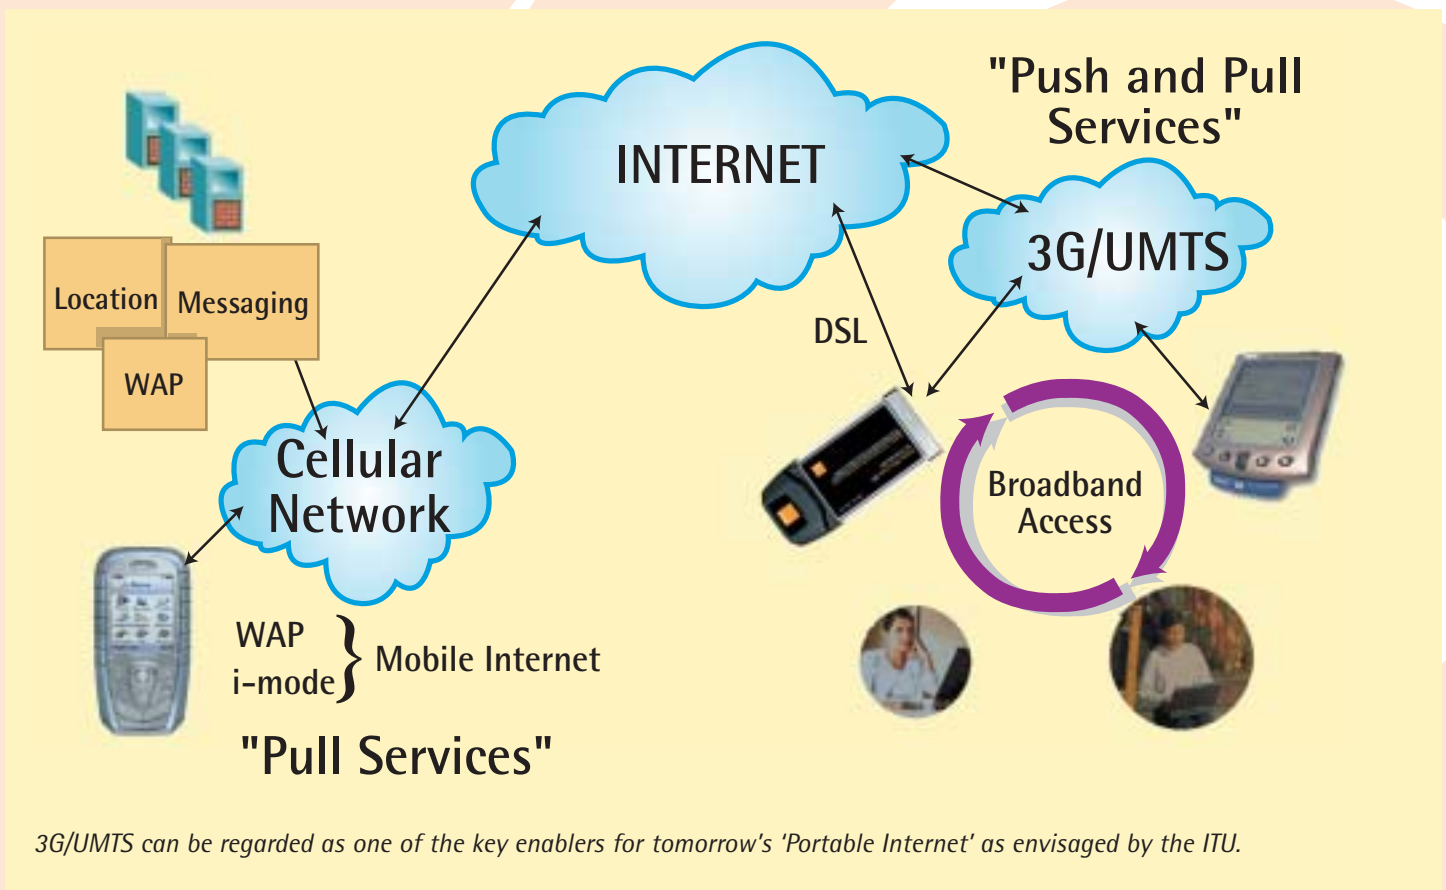 "Push and Pull
Services"
INTERNET
3G/UMTS
Location
Messaging
WAP
DSL
Cellular
Network
Broadband
Access
WAP
i-mode
} Mobile Internet
"Pull Services"
3G/UMTS can be regarded as one of the key enablers for tomorrow's 'Portable Internet' as envisaged by the ITU.